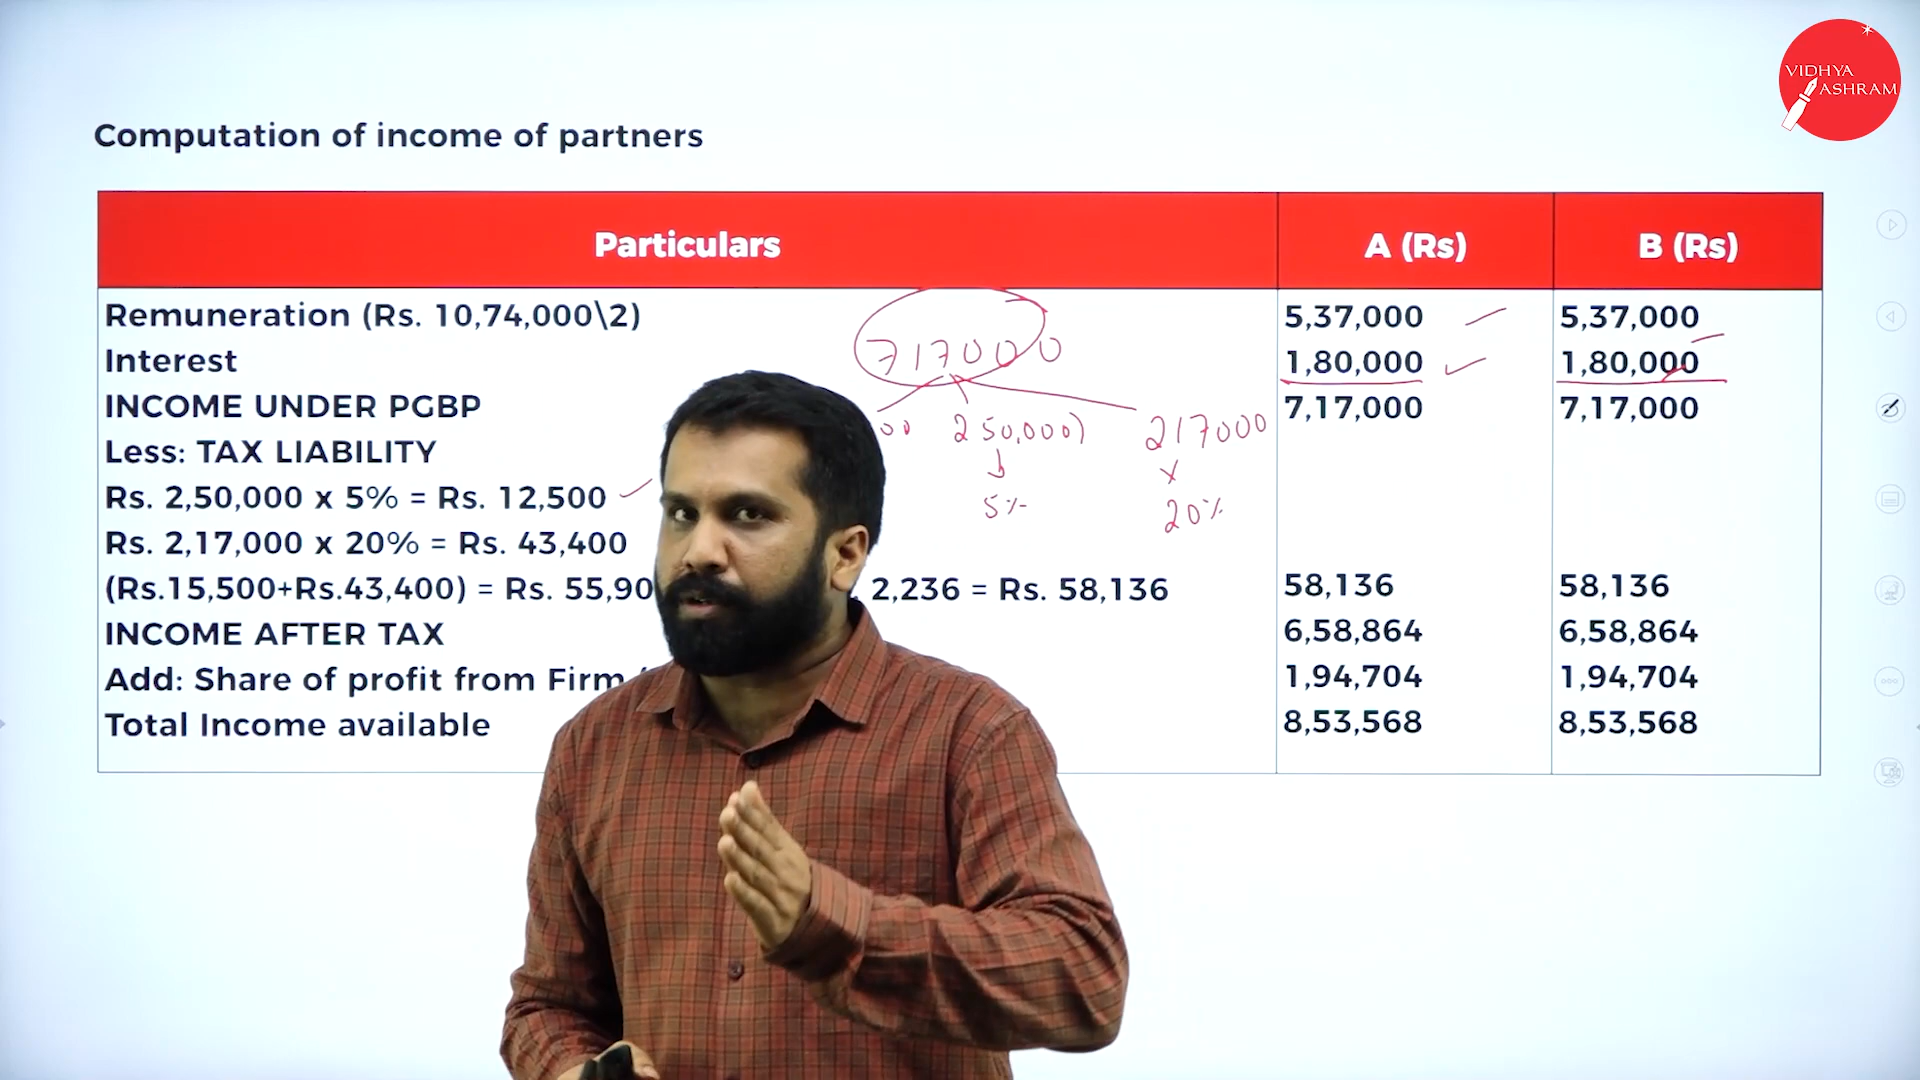 VIDHYA
ASHRAM
Computation of income of partners
Particulars A (Rs) B (Rs)
Remuneration (Rs. 10,74,000\2) 5,37,000 5,37,000
717000
Interest 1,80,000 1,80,000
INCOME UNDER PGBP 7,17,000 7,17,000
00 250,000) 217000
Less: TAX LIABILITY
Rs. 2,50,000 x 5% = Rs. 12,500
5% 20%
Rs. 2,17,000 x 20% = Rs. 43,400
(Rs.15,500+Rs.43,400) = Rs. 55,90 2,236 = Rs. 58,136 58,136 58,136
INCOME AFTER TAX 6,58,864 6,58,864
Add: Share of profit from Firm 1,94,704 1,94,704
Total Income available 8,53,568 8,53,568